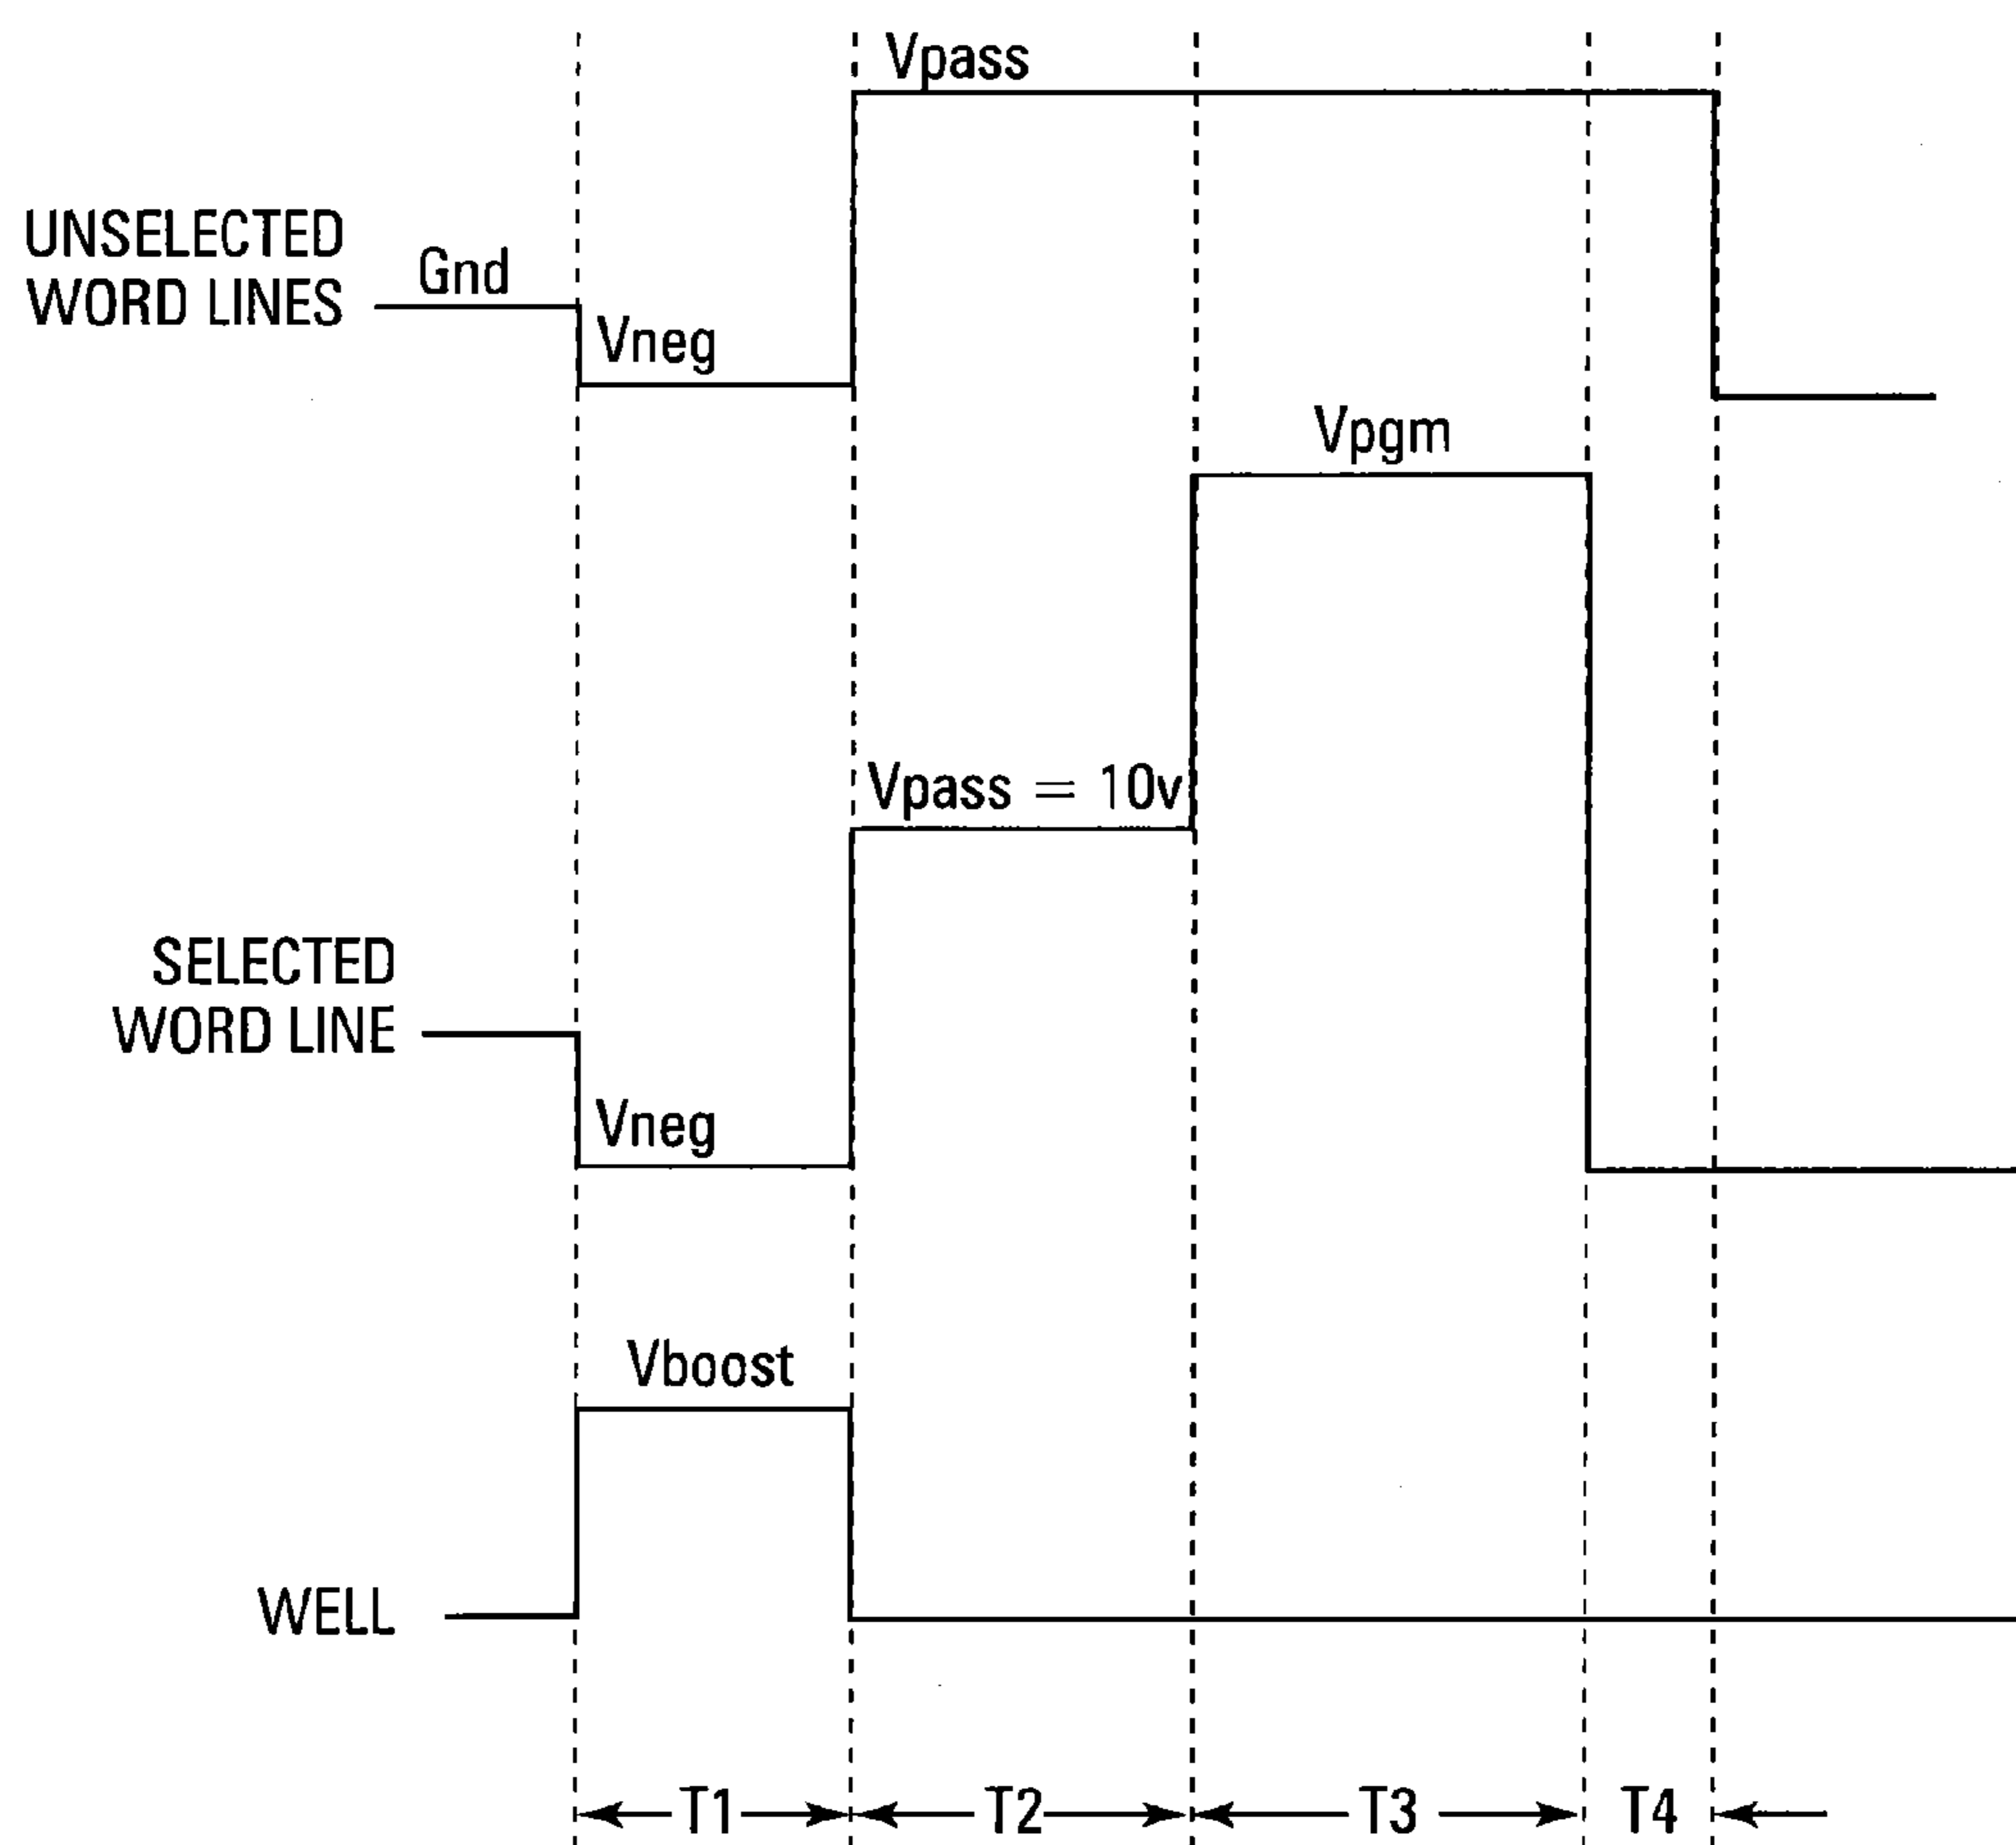 Vpass
UNSELECTED
WORD LINES
Gnd
Vneg
Vpgm
Vpass = 10v
SELECTED
WORD LINE
Vneg
Vboost
WELL
T1
T2
T3
T4